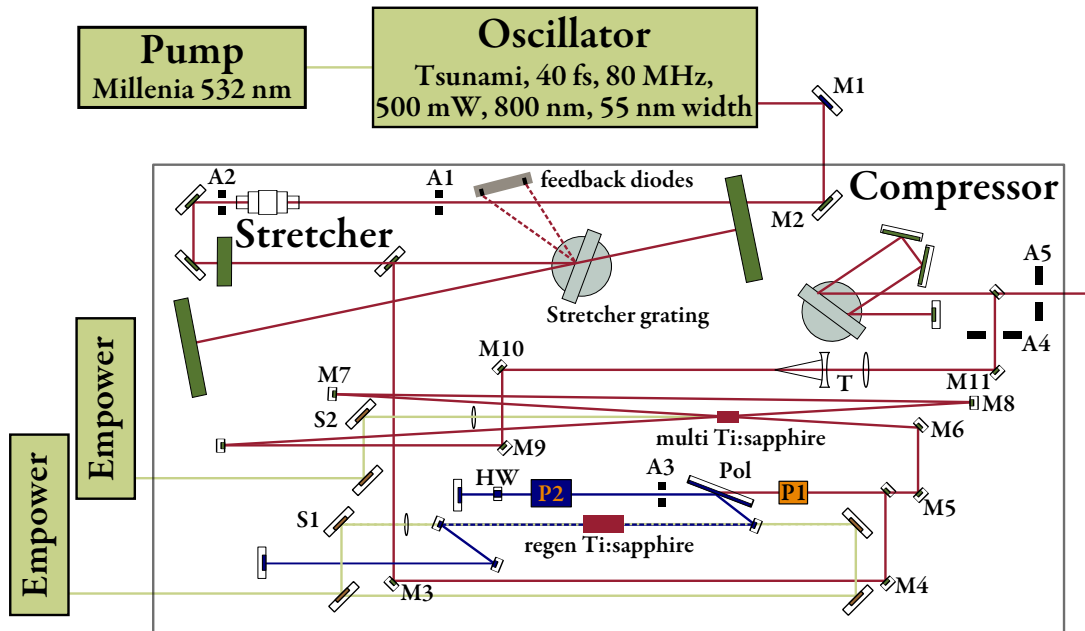 Pump
Millenia 532 nm
Oscillator
Tsunami, 40 fs, 80 MHz,
500 mW, 800 nm, 55 nm width
M1
A2
A1
feedback diodes
M2
Compressor
Stretcher
A5
Stretcher grating
A4
M10
T
M11
M7
M8
S2
M6
multi Ti:sapphire
M9
Empower
HW
P2
A3
Pol
P1
M5
S1
regen Ti:sapphire
Empower
M3
M4